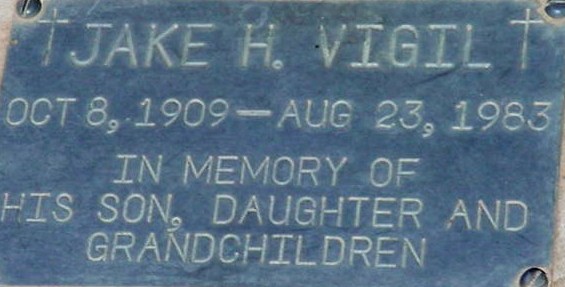 JAKE H. VIGIL
OCT 8, 1909—AUG 23, 1983
IN MEMORY OF
HIS SON, DAUGHTER AND
GRANDCHILDREN